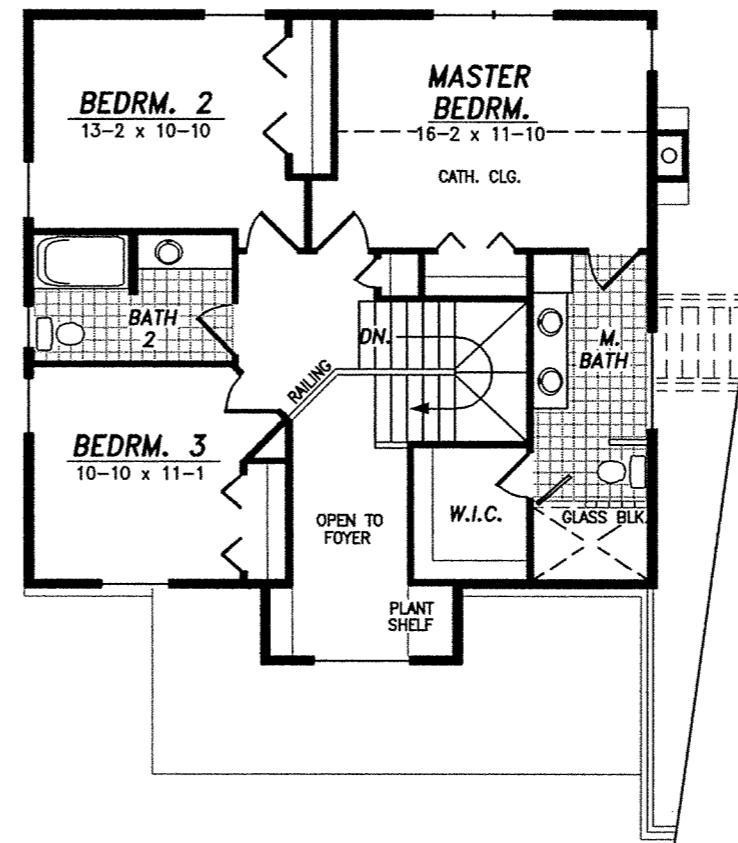 BEDRM. 2
13-2 x 10-10
MASTER
BEDRM.
16-2 x 11-10
CATH. CLG.
BATH
2
DN.
RAILING
M.
BATH
BEDRM. 3
10-10 x 11-1
OPEN TO
FOYER
W.I.C.
GLASS BLK.
PLANT
SHELF